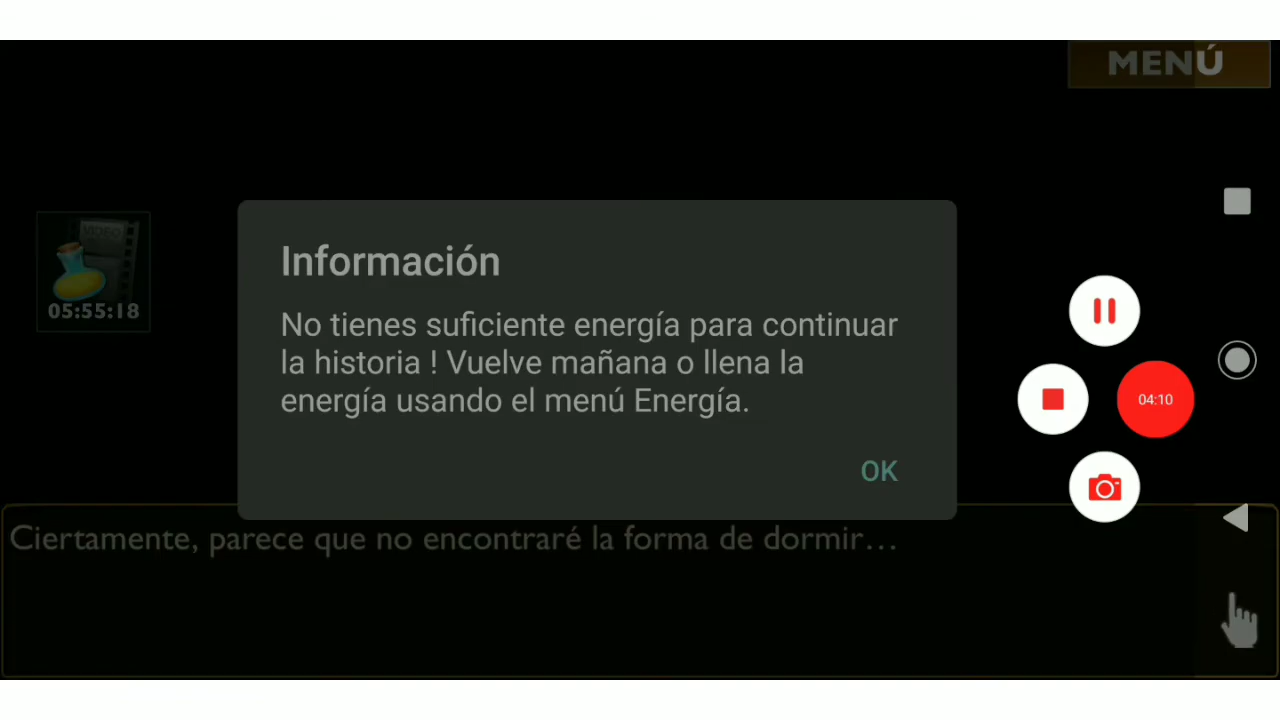 MENÚ
VIDEO
05:55:18
Información
No tienes suficiente energía para continuar
la historia ! Vuelve mañana o llena la
energía usando el menú Energía.
OK
04:10
Ciertamente, parece que no encontraré la forma de dormir...